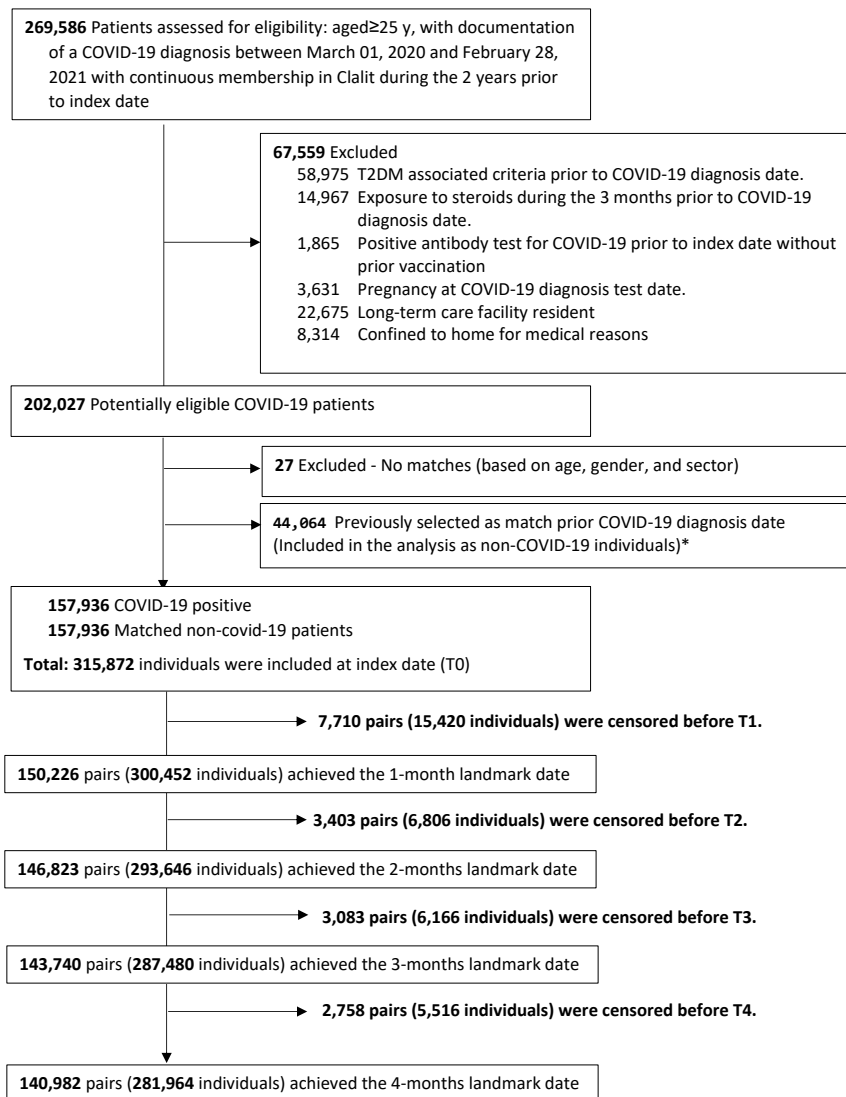 269,586 Patients assessed for eligibility: aged≥25 y, with documentation
of a COVID-19 diagnosis between March 01, 2020 and February 28,
2021 with continuous membership in Clalit during the 2 years prior
to index date
67,559 Excluded
58,975 T2DM associated criteria prior to COVID-19 diagnosis date.
14,967 Exposure to steroids during the 3 months prior to COVID-19
diagnosis date.
1,865 Positive antibody test for COVID-19 prior to index date without
prior vaccination
3,631 Pregnancy at COVID-19 diagnosis test date.
22,675 Long-term care facility resident
8,314 Confined to home for medical reasons
202,027 Potentially eligible COVID-19 patients
27 Excluded - No matches (based on age, gender, and sector)
44,064 Previously selected as match prior COVID-19 diagnosis date
(Included in the analysis as non-COVID-19 individuals)*
157,936 COVID-19 positive
157,936 Matched non-covid-19 patients
Total: 315,872 individuals were included at index date (T0)
7,710 pairs (15,420 individuals) were censored before T1.
150,226 pairs (300,452 individuals) achieved the 1-month landmark date
3,403 pairs (6,806 individuals) were censored before T2.
146,823 pairs (293,646 individuals) achieved the 2-months landmark date
3,083 pairs (6,166 individuals) were censored before T3.
143,740 pairs (287,480 individuals) achieved the 3-months landmark date
2,758 pairs (5,516 individuals) were censored before T4.
140,982 pairs (281,964 individuals) achieved the 4-months landmark date